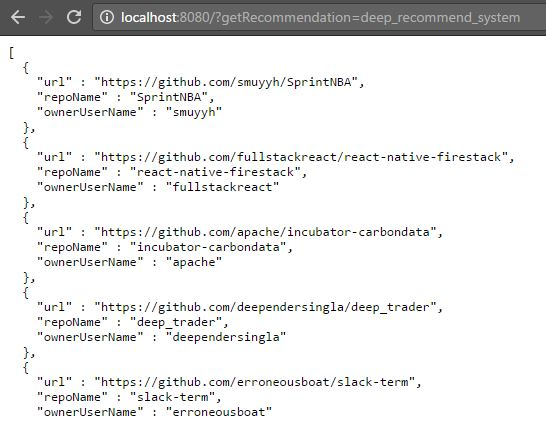 localhost:8080/?getRecommendation=deep_recommend_system
[
  {
    "url" : "https://github.com/smuyyh/SprintNBA",
    "repoName" : "SprintNBA",
    "ownerUserName" : "smuyyh"
  },
  {
    "url" : "https://github.com/fullstackreact/react-native-firestack",
    "repoName" : "react-native-firestack",
    "ownerUserName" : "fullstackreact"
  },
  {
    "url" : "https://github.com/apache/incubator-carbondata",
    "repoName" : "incubator-carbondata",
    "ownerUserName" : "apache"
  },
  {
    "url" : "https://github.com/deependersingla/deep_trader",
    "repoName" : "deep_trader",
    "ownerUserName" : "deependersingla"
  },
  {
    "url" : "https://github.com/erroneousboat/slack-term",
    "repoName" : "slack-term",
    "ownerUserName" : "erroneousboat"